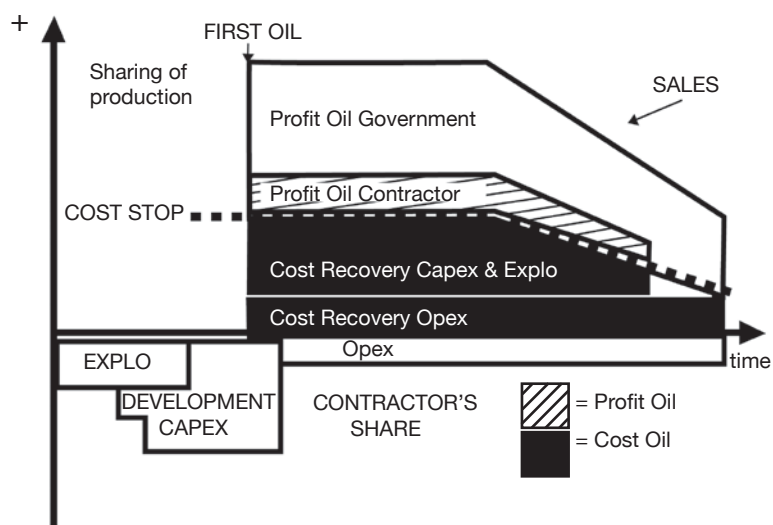 +
FIRST OIL
Sharing of
production
SALES
Profit Oil Government
Profit Oil Contractor
COST STOP
Cost Recovery Capex & Explo
Cost Recovery Opex
Opex
time
EXPLO
DEVELOPMENT
CAPEX
CONTRACTOR'S
SHARE
= Profit Oil
= Cost Oil